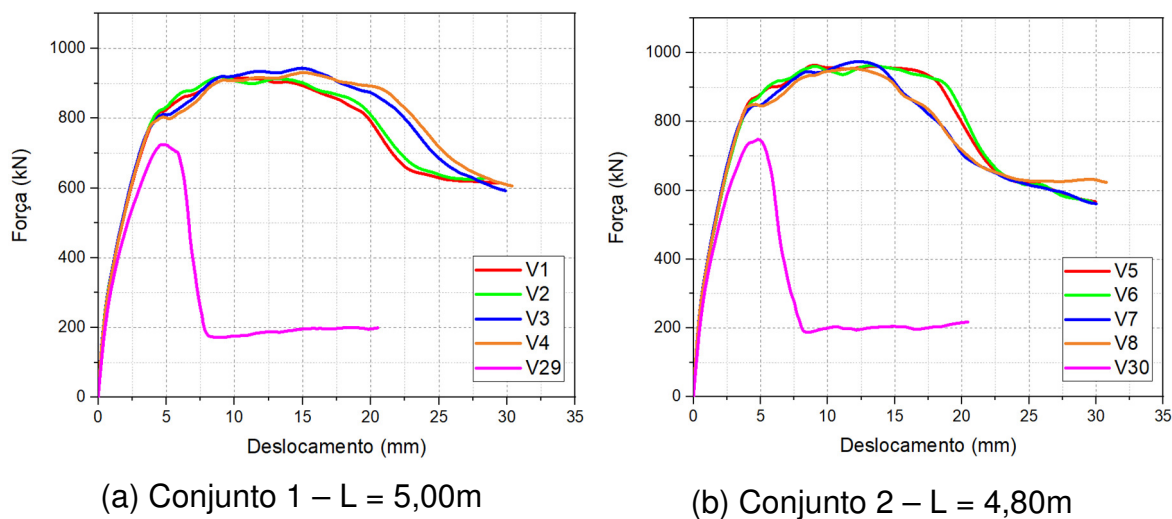 1000
800
600
400
200
0
Força (kN)
0 5 10 15 20 25 30 35
Deslocamento (mm)
V1
V2
V3
V4
V29
(a) Conjunto 1 – L = 5,00m
1000
800
600
400
200
0
Força (kN)
0 5 10 15 20 25 30 35
Deslocamento (mm)
V5
V6
V7
V8
V30
(b) Conjunto 2 – L = 4,80m